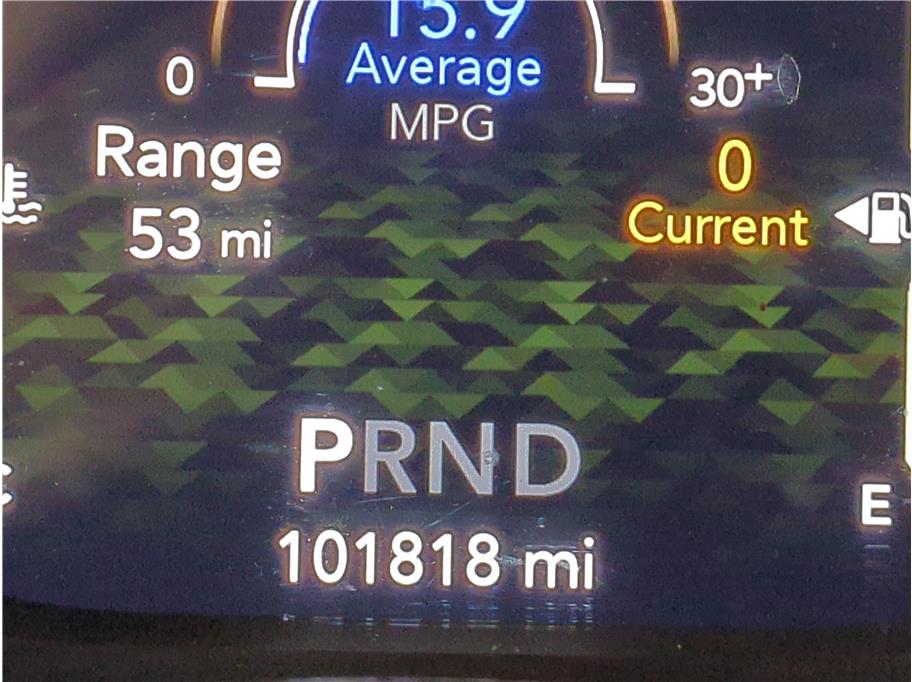 15.9
Average
MPG
0
30+
Range
53 mi
0
Current
PRND
E
101818 mi